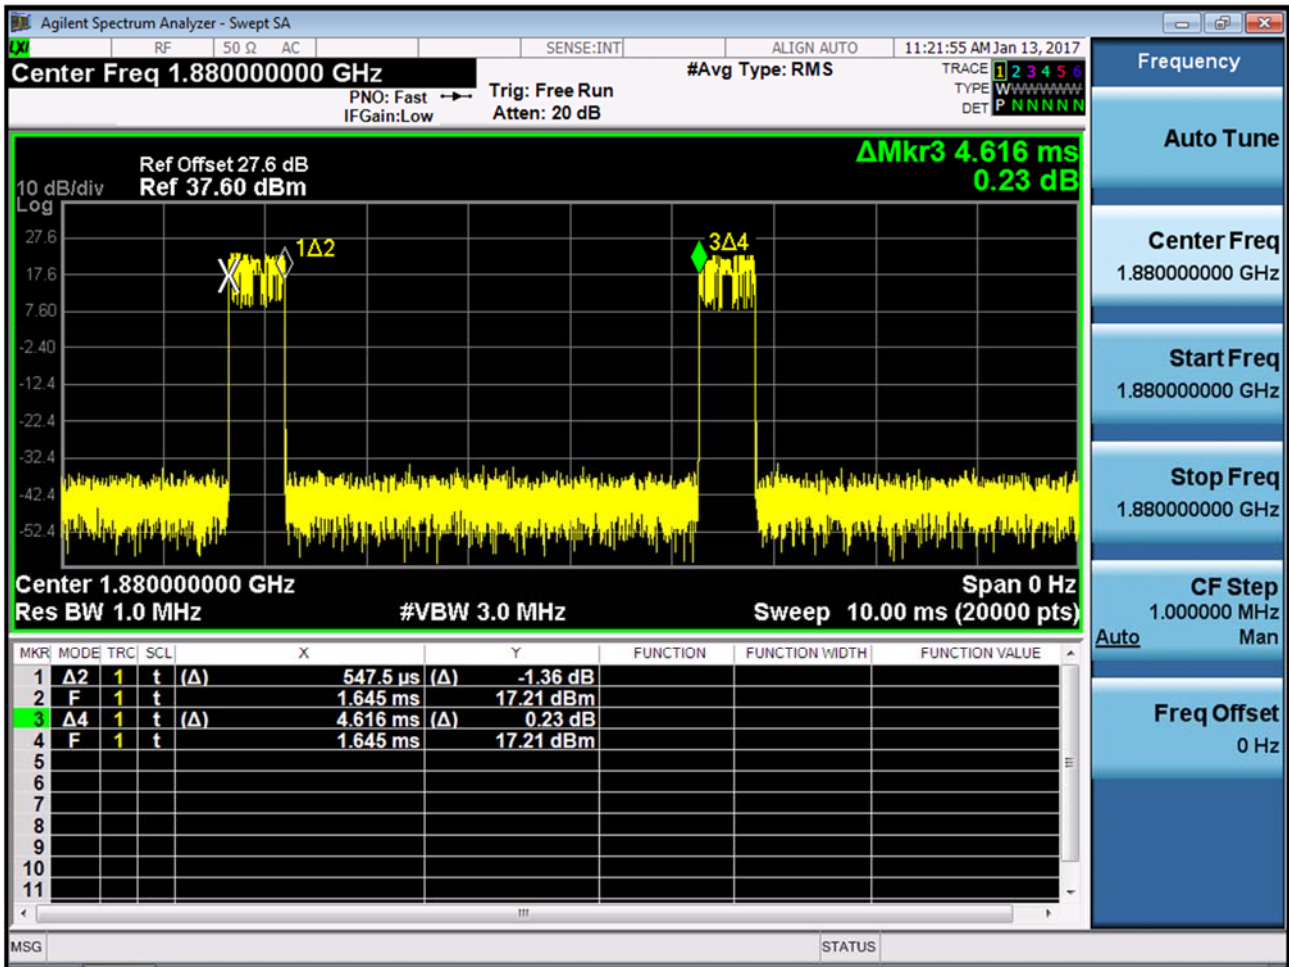 Agilent Spectrum Analyzer - Swept SA
LXI RF 50 Ω AC SENSE:INT ALIGN AUTO 11:21:55 AM Jan 13, 2017
Center Freq 1.880000000 GHz
PNO: Fast
IFGain:Low
Trig: Free Run
Atten: 20 dB
#Avg Type: RMS
TRACE 1 2 3 4 5 6
TYPE W W W W W W
DET P N N N N N
ΔMkr3 4.616 ms
0.23 dB
Ref Offset 27.6 dB
10 dB/div Ref 37.60 dBm
Log
27.6
17.6
7.60
-2.40
-12.4
-22.4
-32.4
-42.4
-52.4
1Δ2
3Δ4
Center 1.880000000 GHz Span 0 Hz
Res BW 1.0 MHz #VBW 3.0 MHz Sweep 10.00 ms (20000 pts)
MKR MODE TRC SCL X Y FUNCTION FUNCTION WIDTH FUNCTION VALUE
1 Δ2 1 t (Δ) 547.5 µs (Δ) -1.36 dB
2 F 1 t 1.645 ms 17.21 dBm
3 Δ4 1 t (Δ) 4.616 ms (Δ) 0.23 dB
4 F 1 t 1.645 ms 17.21 dBm
5
6
7
8
9
10
11
MSG STATUS
Frequency
Auto Tune
Center Freq
1.880000000 GHz
Start Freq
1.880000000 GHz
Stop Freq
1.880000000 GHz
CF Step
1.000000 MHz
Auto Man
Freq Offset
0 Hz